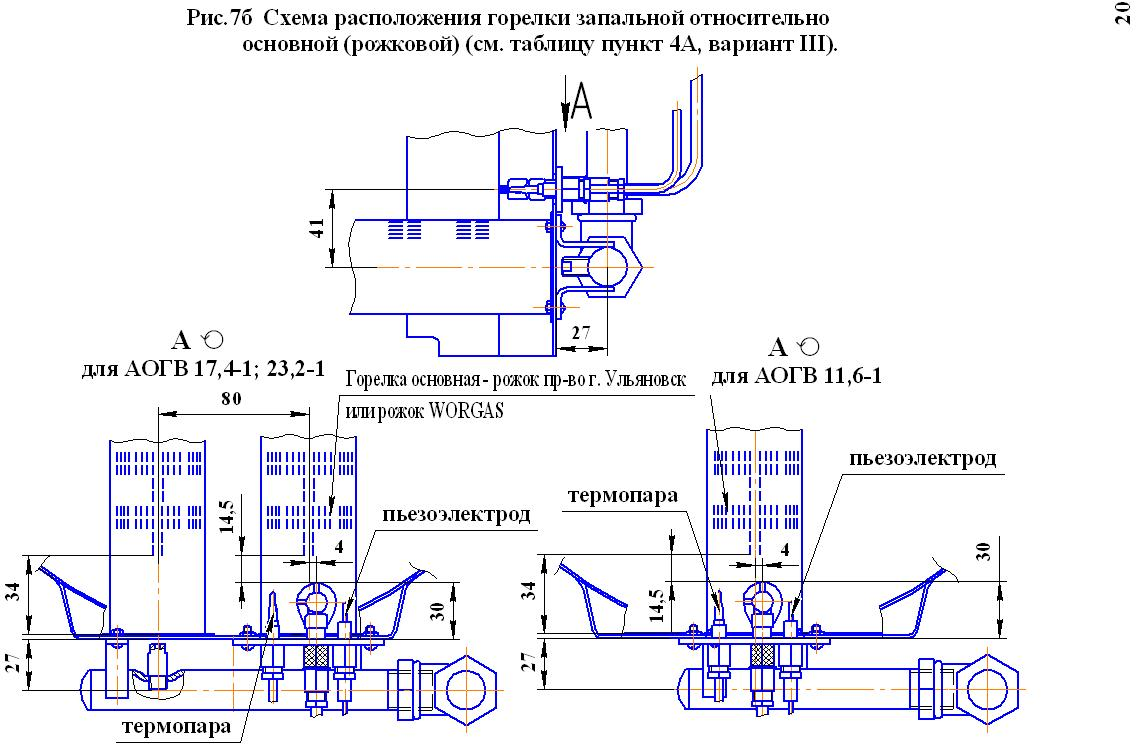 Рис.7б Схема расположения горелки запальной относительно
основной (рожковой) (см. таблицу пункт 4А, вариант III).
20
А
41
27
А
для АОГВ 17,4-1; 23,2-1
80
Горелка основная - рожок пр-во г. Ульяновск
или рожок WORGAS
А
для АОГВ 11,6-1
14,5
пьезоэлектрод
4
34
30
27
термопара
термопара
пьезоэлектрод
4
30
34
14,5
27